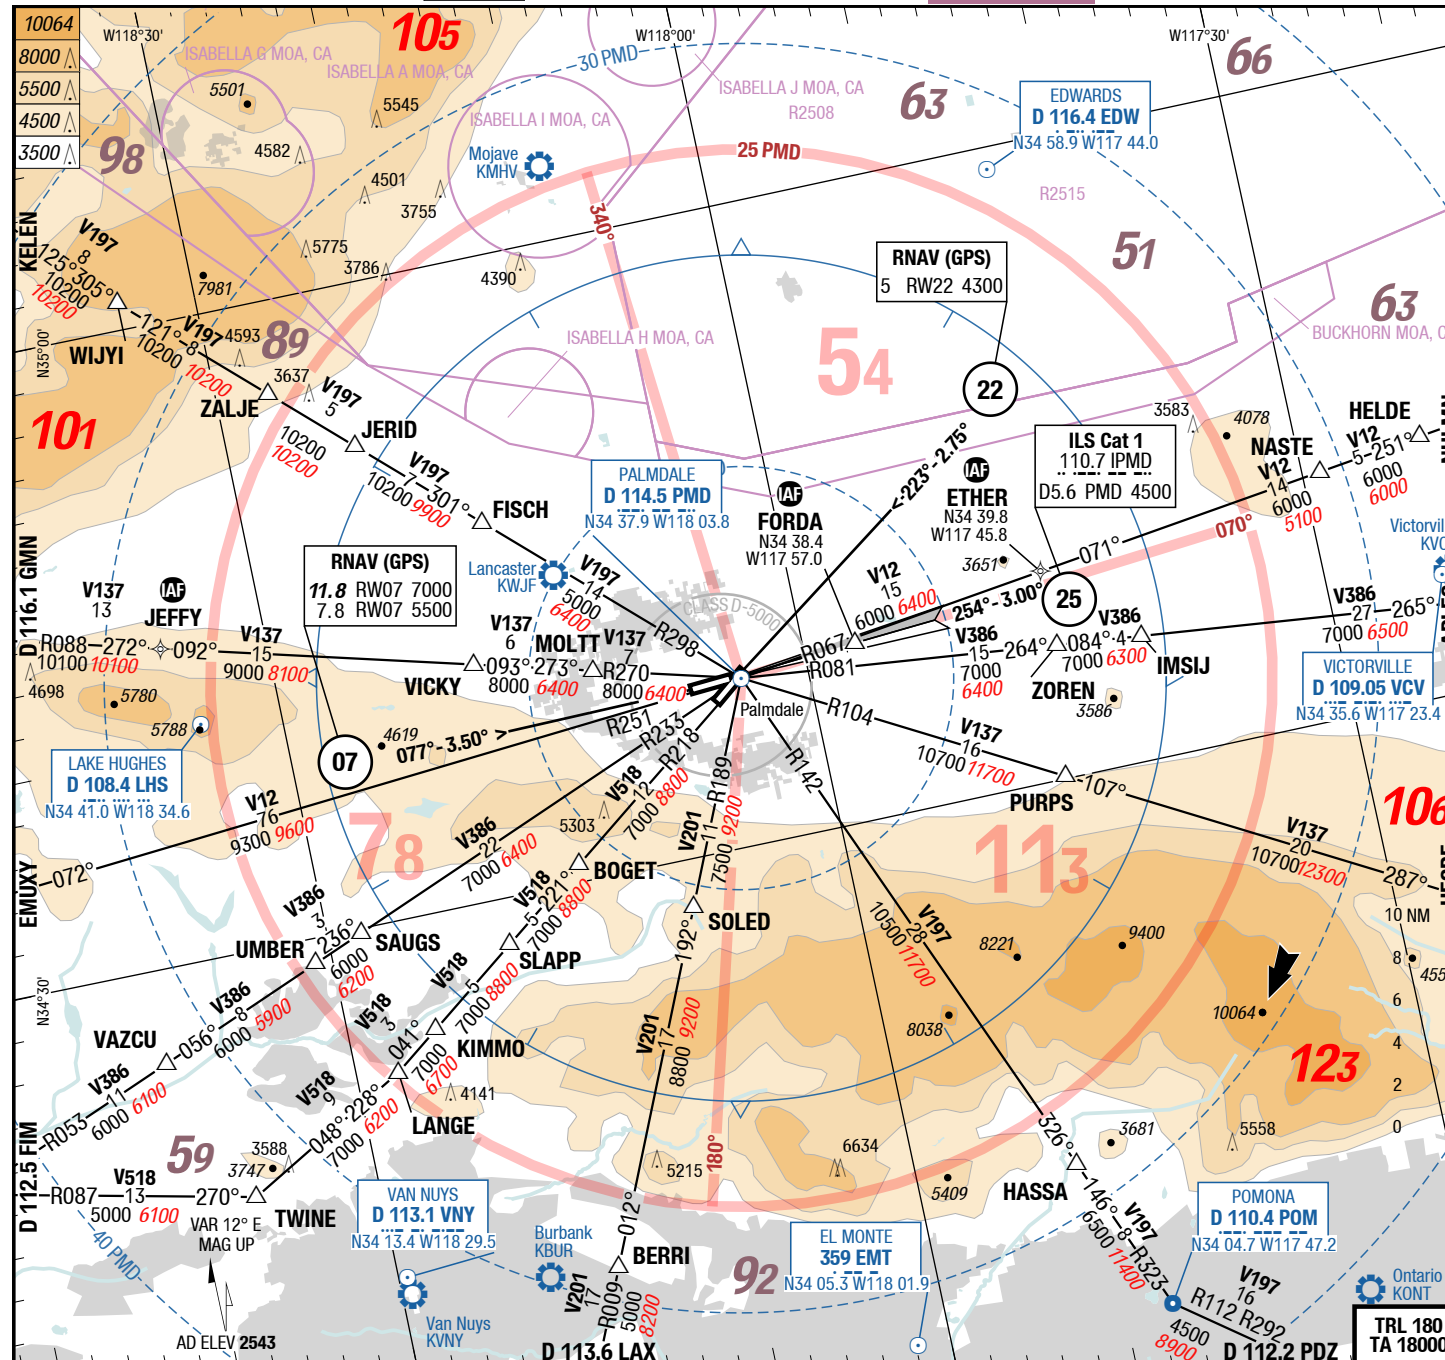 10064
8000
5500
4500
3500
W118°30'
W118°00'
W117°30'
105
66
63
98
51
63
89
101
54
78
113
106
123
59
92
ISABELLA G MOA, CA
ISABELLA A MOA, CA
ISABELLA I MOA, CA
ISABELLA J MOA, CA
R2508
ISABELLA H MOA, CA
R2515
BUCKHORN MOA, C
30 PMD
25 PMD
340°
070°
180°
40 PMD
5501
5545
4582
4501
3755
5775
3786
4390
7981
4593
3637
Mojave
KMHV
EDWARDS
D 116.4 EDW
N34 58.9 W117 44.0
RNAV (GPS)
5 RW22 4300
22
<-223°-2.75°
KELEN
V197
8
125°305°
10200
10200
WIJYI
-121°-8
V197
10200
10200
N35°00'
ZALJE
V197
5
10200
10200
JERID
V197
7-301°
10200 9900
FISCH
Lancaster
KWJF
V197
14
5000
6400
R298
PALMDALE
D 114.5 PMD
N34 37.9 W118 03.8
IAF
FORDA
N34 38.4
W117 57.0
IAF
ETHER
N34 39.8
W117 45.8
3651
ILS Cat 1
110.7 IPMD
D5.6 PMD 4500
25
254°-3.00°
3583
4078
NASTE
HELDE
V12
5-251°
6000
6000
V12
14
6000
5100
071°
V12
15
6000 6400
R067
Victorvill
KVC
V386
27
265°
7000 6500
VICTORVILLE
D 109.05 VCV
N34 35.6 W117 23.4
V386
084°-4
7000 6300
IMSIJ
ZOREN
V386
15
264°
7000
6400
R081
3586
CLASS D-5000
Palmdale
RNAV (GPS)
11.8 RW07 7000
7.8 RW07 5500
07
077°-3.50° >
D 116.1 GMN
V137
13
R088
272°
10100 10100
IAF
JEFFY
092°
V137
15
9000 8100
VICKY
V137
6
093°273°
8000 6400
MOLTT
V137
7
R270
8000 6400
4698
5780
5788
4619
LAKE HUGHES
D 108.4 LHS
N34 41.0 W118 34.6
EMUXY
072°
V12
76
9300 9600
R251
V386
22
7000 6400
R233
V518
12
7000 8800
R218
5303
BOGET
V518
5-221°
7000 8800
SLAPP
V518
5
7000 8800
KIMMO
V518
3
041°
7000
6700
LANGE
4141
V518
9
048°228°
7000 6200
SAUGS
V386
3
236°
6000
6200
UMBER
V386
8
056°
6000 5900
VAZCU
V386
11
R053
6000 6100
D 112.5 FIM
N34°30'
3588
3747
V518
R087
13
270°
5000 6100
TWINE
VAR 12° E
MAG UP
AD ELEV 2543
V201
11
R189
7500 9200
SOLED
192°
V201
17
8800 9200
012°
BERRI
V201
17
R009
5000
8200
D 113.6 LAX
R104
V137
16
10700 11700
PURPS
107°
V137
20
10700 12300
287°
R142
V197
28
10500 11700
326°
HASSA
146°
V197
8
R323
6500 11400
POMONA
D 110.4 POM
N34 04.7 W117 47.2
V197
16
R112 R292
4500
8900
D 112.2 PDZ
8221
9400
8038
10064
5558
3681
6634
5215
5409
10 NM
8
6
4
2
0
VAN NUYS
D 113.1 VNY
N34 13.4 W118 29.5
Burbank
KBUR
Van Nuys
KVNY
EL MONTE
359 EMT
N34 05.3 W118 01.9
Ontario
KONT
TRL 180
TA 18000